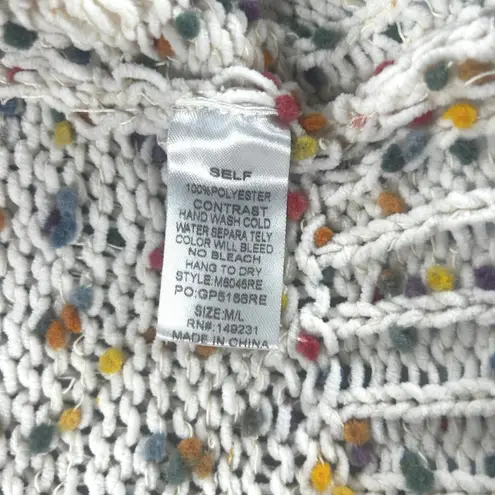 SELF
100%POLYESTER
CONTRAST
HAND WASH COLD
WATER SEPARA TELY
COLOR WILL BLEED
NO BLEACH
HANG TO DRY
STYLE:M6046RE
PO:GP5166RE
SIZE:M/L
RN#:149231
MADE IN CHINA